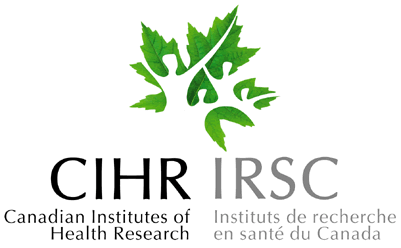 CIHR IRSC
Canadian Institutes of Health Research
Instituts de recherche en santé du Canada